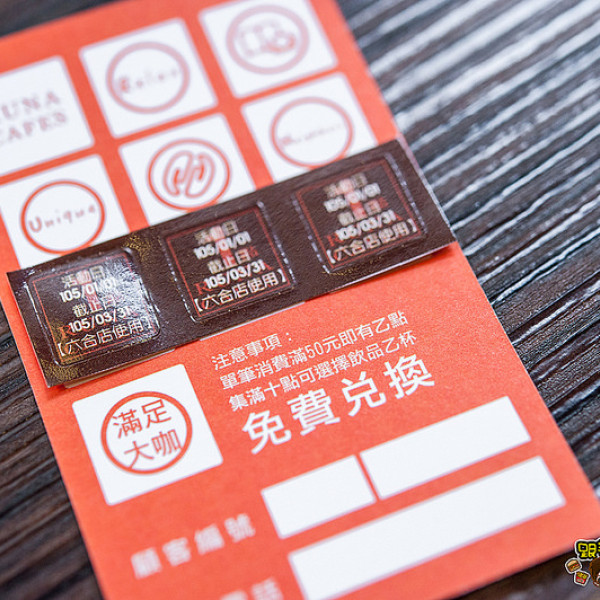 LUNA
CAFES
Relax
Unique
活動日
105/01/01
截止日
105/03/31
【六合店使用】
活動日
105/01/01
截止日
105/03/31
【六合店使用】
活動日
105/01/01
截止日
105/03/31
【六合店使用】
注意事項：
單筆消費滿50元即有乙點
集滿十點可選擇飲品乙杯
免費兌換
滿足
大咖
顧客編號